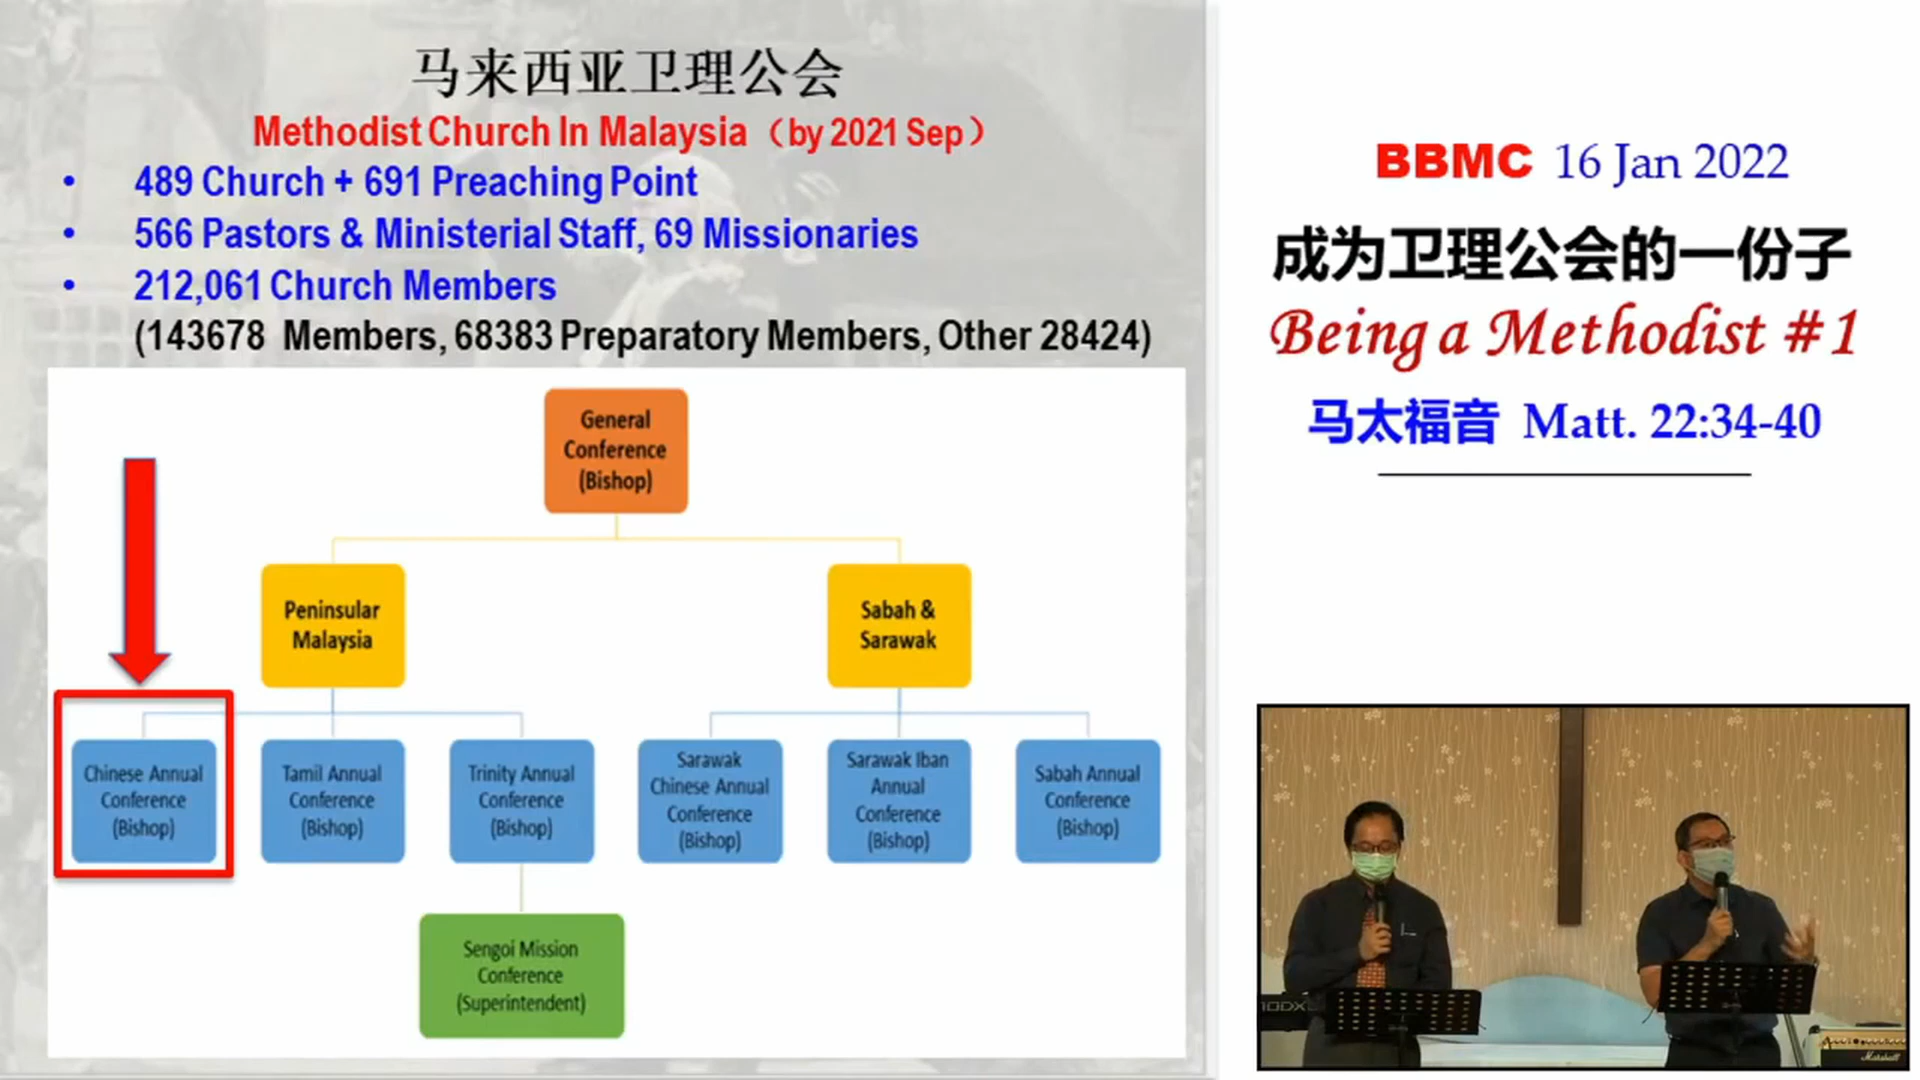 马来西亚卫理公会
Methodist Church In Malaysia（by 2021 Sep）
• 489 Church + 691 Preaching Point
• 566 Pastors & Ministerial Staff, 69 Missionaries
• 212,061 Church Members
(143678 Members, 68383 Preparatory Members, Other 28424)
General
Conference
(Bishop)
Peninsular
Malaysia
Sabah &
Sarawak
Chinese Annual
Conference
(Bishop)
Tamil Annual
Conference
(Bishop)
Trinity Annual
Conference
(Bishop)
Sarawak
Chinese Annual
Conference
(Bishop)
Sarawak Iban
Annual
Conference
(Bishop)
Sabah Annual
Conference
(Bishop)
Sengoi Mission
Conference
(Superintendent)
BBMC 16 Jan 2022
成为卫理公会的一份子
Being a Methodist #1
马太福音 Matt. 22:34-40
Marshall